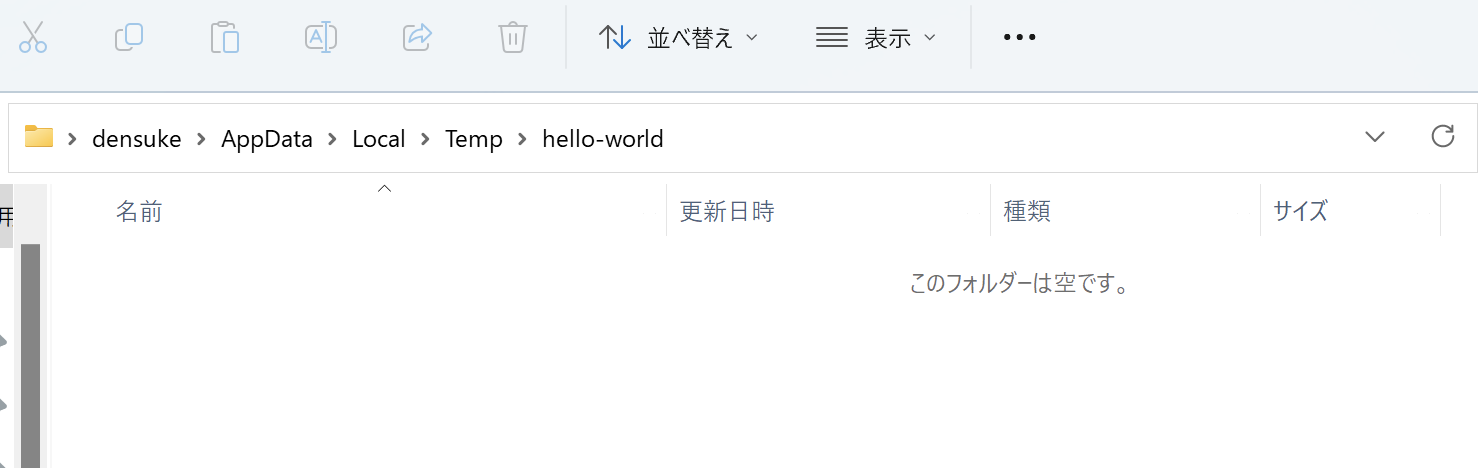 並べ替え 表示
densuke AppData Local Temp hello-world
名前 更新日時 種類 サイズ
このフォルダーは空です。